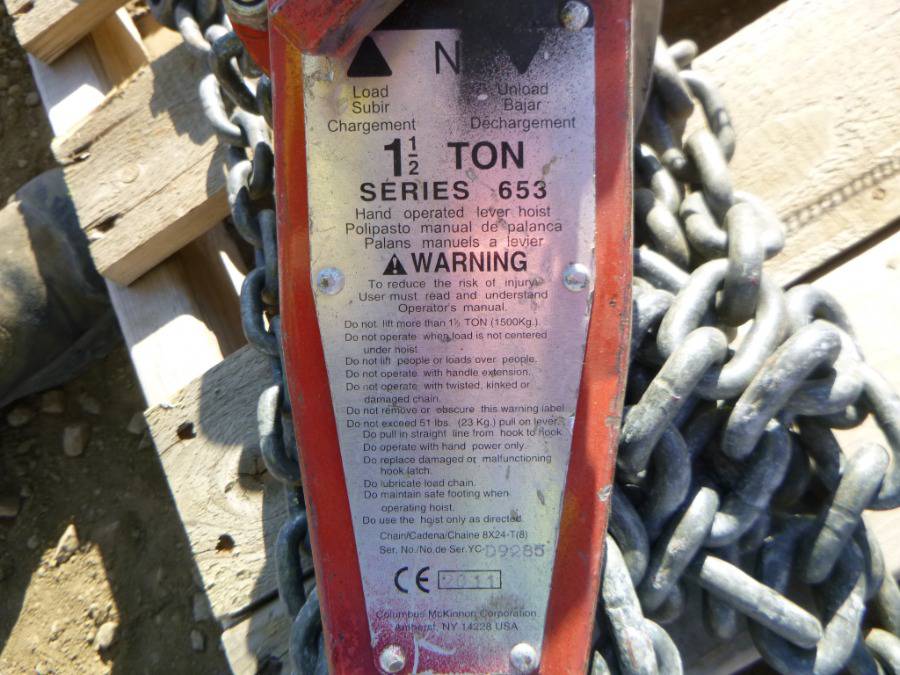 N
Load Unload
Subir Bajar
Chargement Déchargement
1 1/2 TON
SERIES 653
Hand operated lever hoist
Polipasto manual de palanca
Palans manuels a levier
WARNING
To reduce the risk of injury
User must read and understand
Operator's manual.
Do not lift more than 1½ TON (1500Kg.).
Do not operate when load is not centered
under hoist.
Do not lift people or loads over people.
Do not operate with handle extension.
Do not operate with twisted, kinked or
damaged chain.
Do not remove or obscure this warning label
Do not exceed 51 lbs. (23 Kg.) pull on lever.
Do pull in straight line from hook to hook
Do operate with hand power only.
Do replace damaged or malfunctioning
hook latch.
Do lubricate load chain.
Do maintain safe footing when
operating hoist.
Do use the hoist only as directed.
Chain/Cadena/Chaine 8X24-T(8)
Ser. No./No.de Ser.YC-D9285
CE 2011
Columbus McKinnon Corporation
Amherst, NY 14228 USA